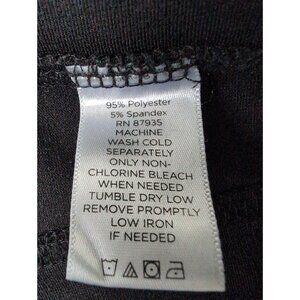 95% Polyester
5% Spandex
RN 87935
MACHINE
WASH COLD
SEPARATELY
ONLY NON-
CHLORINE BLEACH
WHEN NEEDED
TUMBLE DRY LOW
REMOVE PROMPTLY
LOW IRON
IF NEEDED